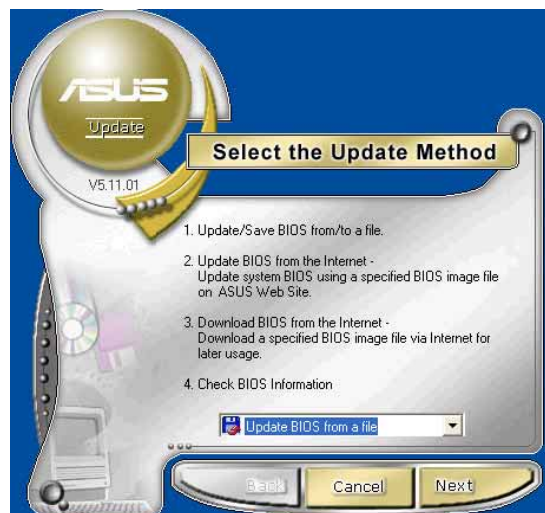 ASUS
Update
V5.11.01
Select the Update Method
1. Update/Save BIOS from/to a file.
2. Update BIOS from the Internet -
Update system BIOS using a specified BIOS image file
on ASUS Web Site.
3. Download BIOS from the Internet -
Download a specified BIOS image file via Internet for
later usage.
4. Check BIOS Information
Update BIOS from a file
Back
Cancel
Next